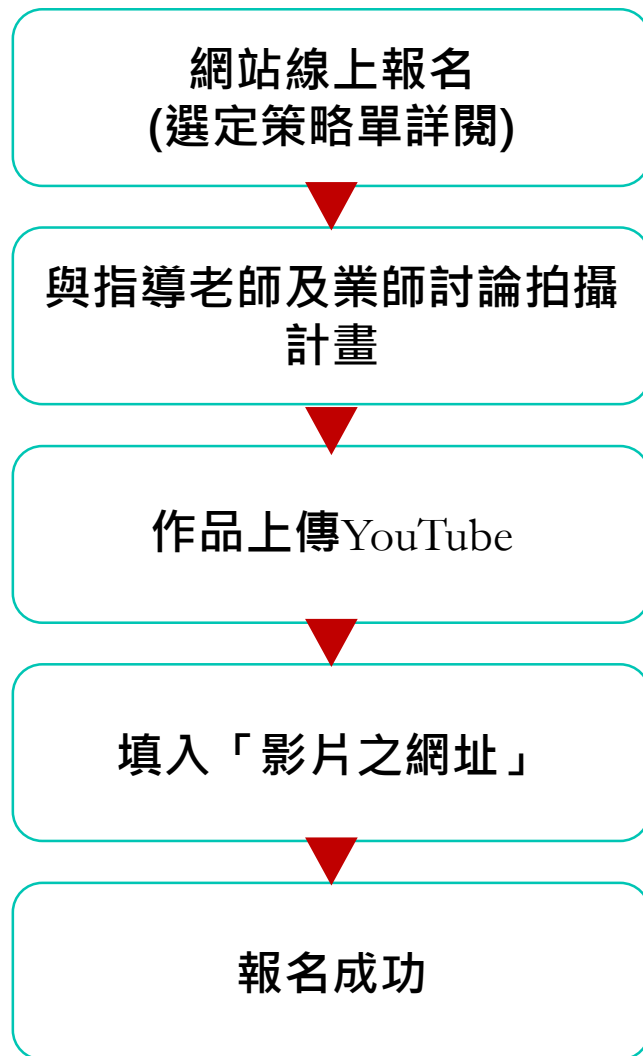 網站線上報名
(選定策略單詳閱)
與指導老師及業師討論拍攝
計畫
作品上傳YouTube
填入「影片之網址」
報名成功